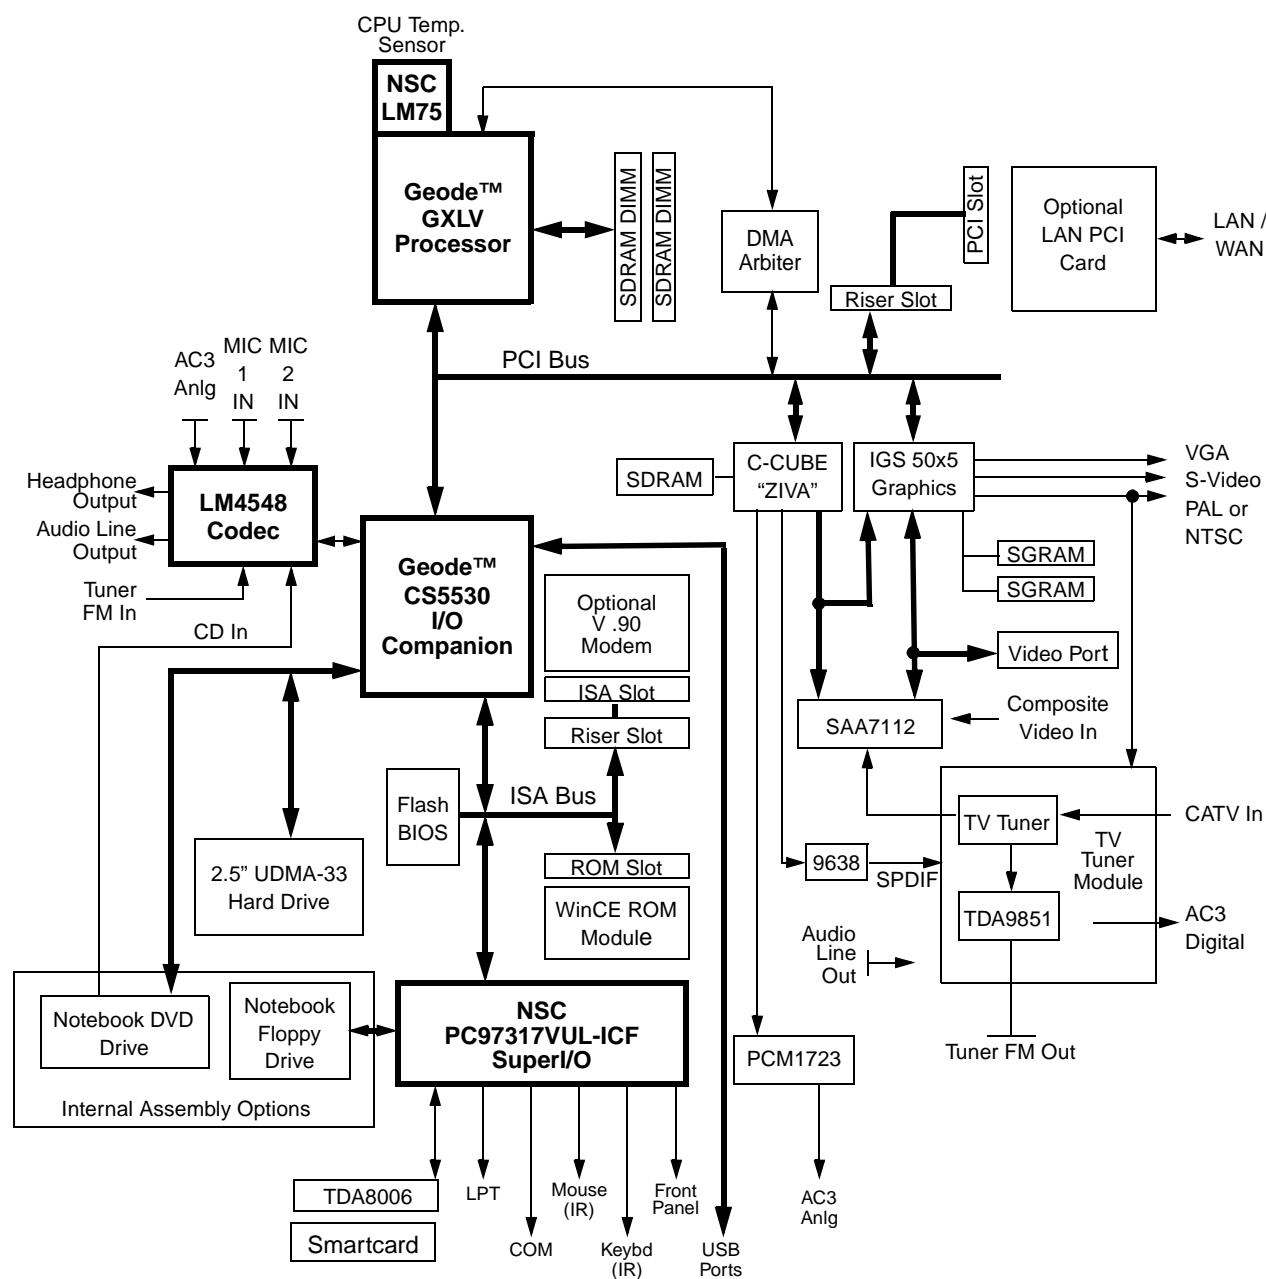 CPU Temp.
Sensor
NSC
LM75
Geode™
GXLV
Processor
SDRAM DIMM
SDRAM DIMM
DMA
Arbiter
PCI Slot
Riser Slot
Optional
LAN PCI
Card
LAN /
WAN
PCI Bus
AC3
Anlg
MIC
1
IN
MIC
2
IN
Headphone
Output
Audio Line
Output
LM4548
Codec
Tuner
FM In
CD In
Geode™
CS5530
I/O
Companion
SDRAM
C-CUBE
“ZIVA”
IGS 50x5
Graphics
VGA
S-Video
PAL or
NTSC
SGRAM
SGRAM
Optional
V .90
Modem
ISA Slot
Riser Slot
Video Port
SAA7112
Composite
Video In
Flash
BIOS
ISA Bus
2.5” UDMA-33
Hard Drive
ROM Slot
WinCE ROM
Module
TV Tuner
CATV In
TV
Tuner
Module
9638
SPDIF
TDA9851
AC3
Digital
Audio
Line
Out
Tuner FM Out
Notebook DVD
Drive
Notebook
Floppy
Drive
Internal Assembly Options
NSC
PC97317VUL-ICF
SuperI/O
PCM1723
TDA8006
Smartcard
LPT
COM
Mouse
(IR)
Keybd
(IR)
Front
Panel
USB
Ports
AC3
Anlg